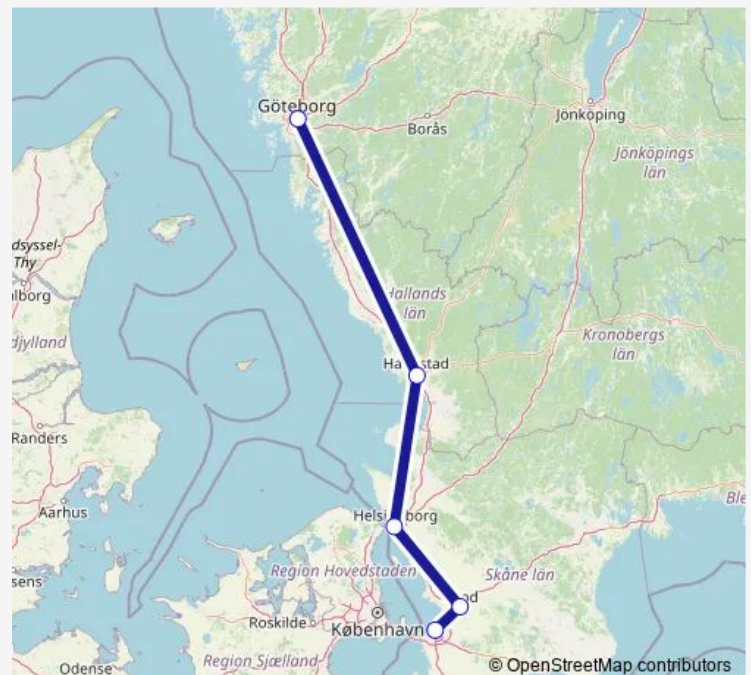 Göteborg
Borås
Jönköping
Jönköpings
län
dsyssel-
Thy
lborg
djylland
Hallands
län
Kronobergs
län
Ha stad
Randers
Aarhus
Helsi borg
Ble
Region Hovedstaden
Skåne län
sens
d
Roskilde
København
Region Sjælland
Odense
© OpenStreetMap contributors